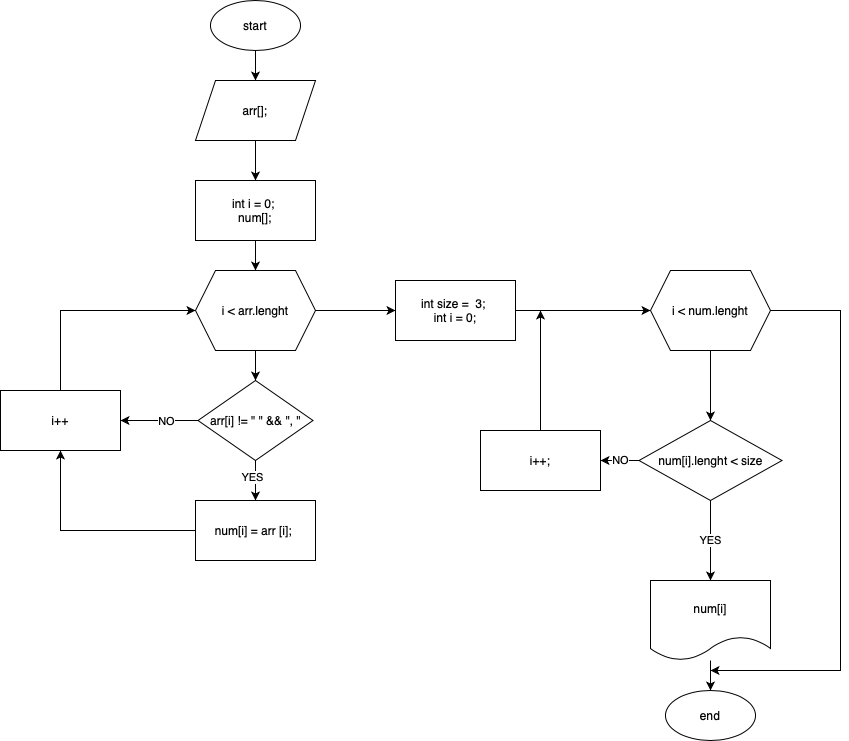 start
arr[];
int i = 0;
num[];
i < arr.lenght
int size =  3;
int i = 0;
i < num.lenght
i++
NO
arr[i] != " " && ", "
YES
num[i] = arr [i];
i++;
NO
num[i].lenght < size
YES
num[i]
end